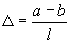 △ = (a − b) / l